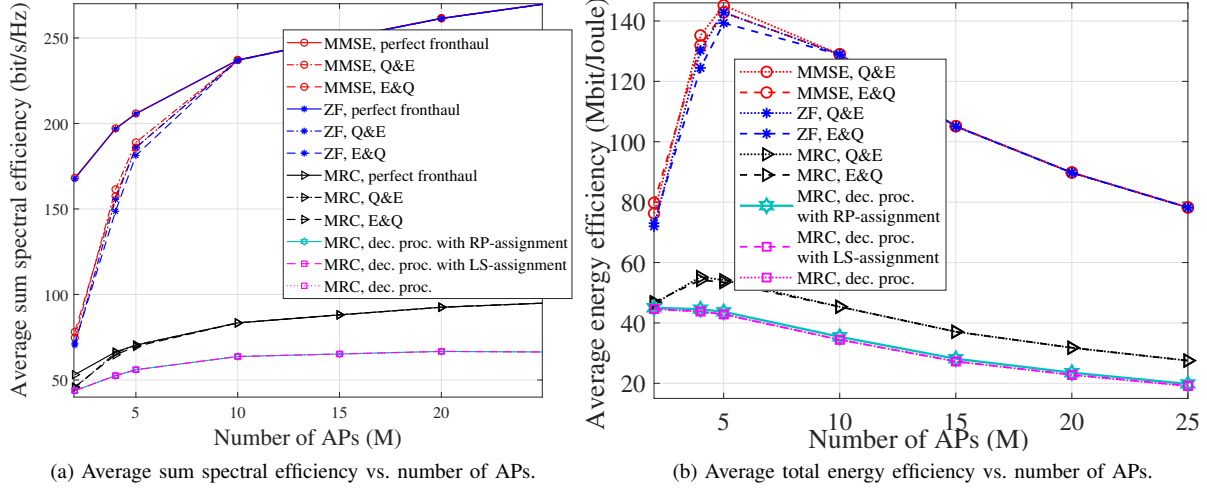 Average sum spectral efficiency (bit/s/Hz)
250
200
150
100
50
MMSE, perfect fronthaul
MMSE, Q&E
MMSE, E&Q
ZF, perfect fronthaul
ZF, Q&E
ZF, E&Q
MRC, perfect fronthaul
MRC, Q&E
MRC, E&Q
MRC, dec. proc. with RP-assignment
MRC, dec. proc. with LS-assignment
MRC, dec. proc.
5 10 15 20
Number of APs (M)
(a) Average sum spectral efficiency vs. number of APs.
Average energy efficiency (Mbit/Joule)
140
120
100
80
60
40
20
MMSE, Q&E
MMSE, E&Q
ZF, Q&E
ZF, E&Q
MRC, Q&E
MRC, E&Q
MRC, dec. proc.
with RP-assignment
MRC, dec. proc.
with LS-assignment
MRC, dec. proc.
5 10 15 20 25
Number of APs (M)
(b) Average total energy efficiency vs. number of APs.